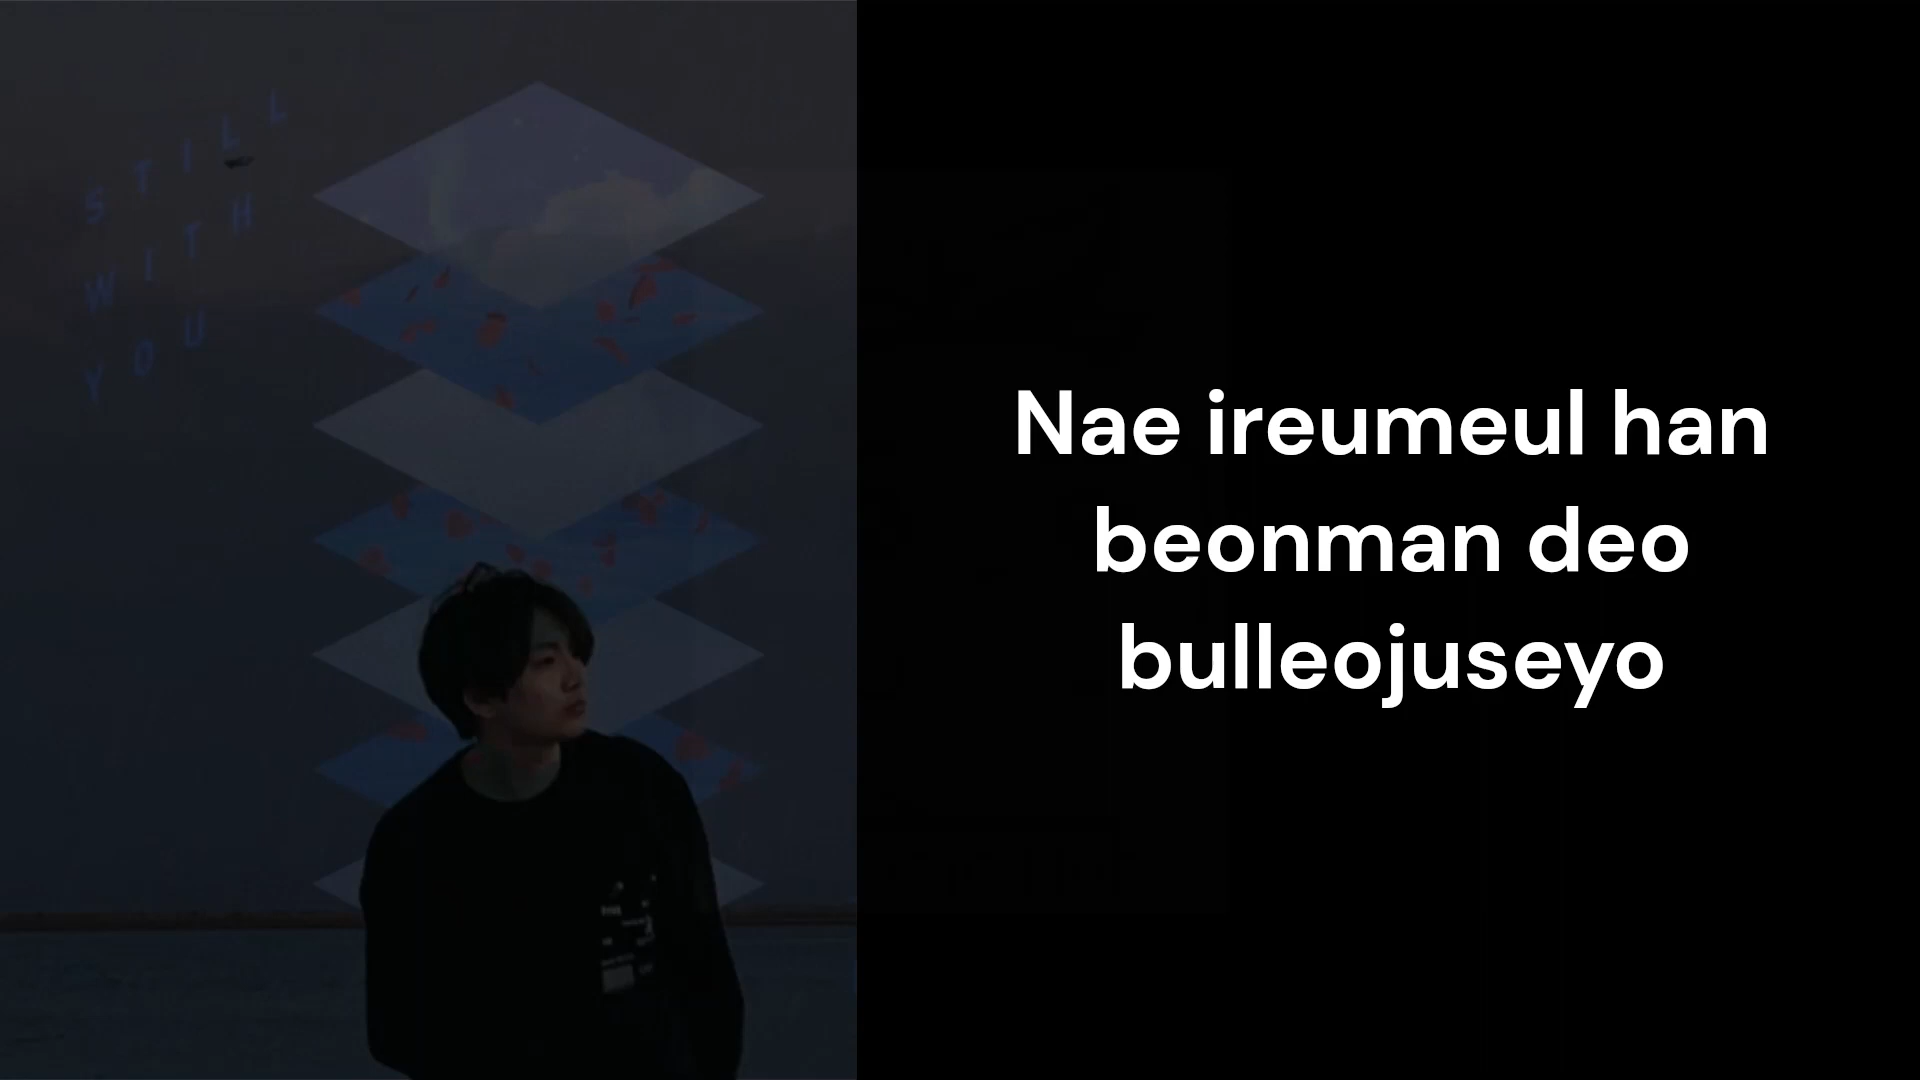 STILL
WITH
YOU
Nae ireumeul han
beonman deo
bulleojuseyo